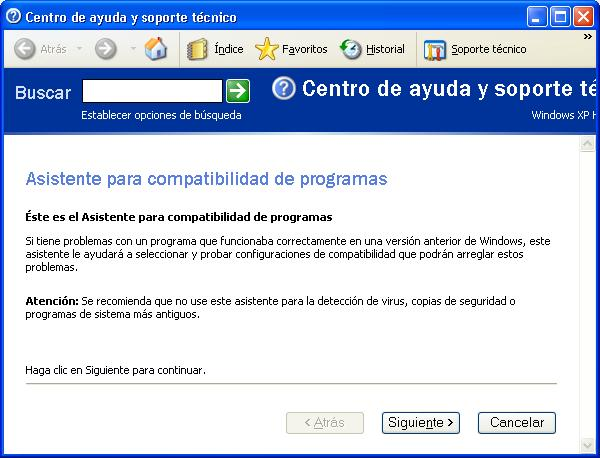 Centro de ayuda y soporte técnico
Atrás Índice Favoritos Historial Soporte técnico »
Buscar Centro de ayuda y soporte té
Establecer opciones de búsqueda Windows XP H
Asistente para compatibilidad de programas
Éste es el Asistente para compatibilidad de programas
Si tiene problemas con un programa que funcionaba correctamente en una versión anterior de Windows, este
asistente le ayudará a seleccionar y probar configuraciones de compatibilidad que podrán arreglar estos
problemas.
Atención: Se recomienda que no use este asistente para la detección de virus, copias de seguridad o
programas de sistema más antiguos.
Haga clic en Siguiente para continuar.
< Atrás Siguiente > Cancelar